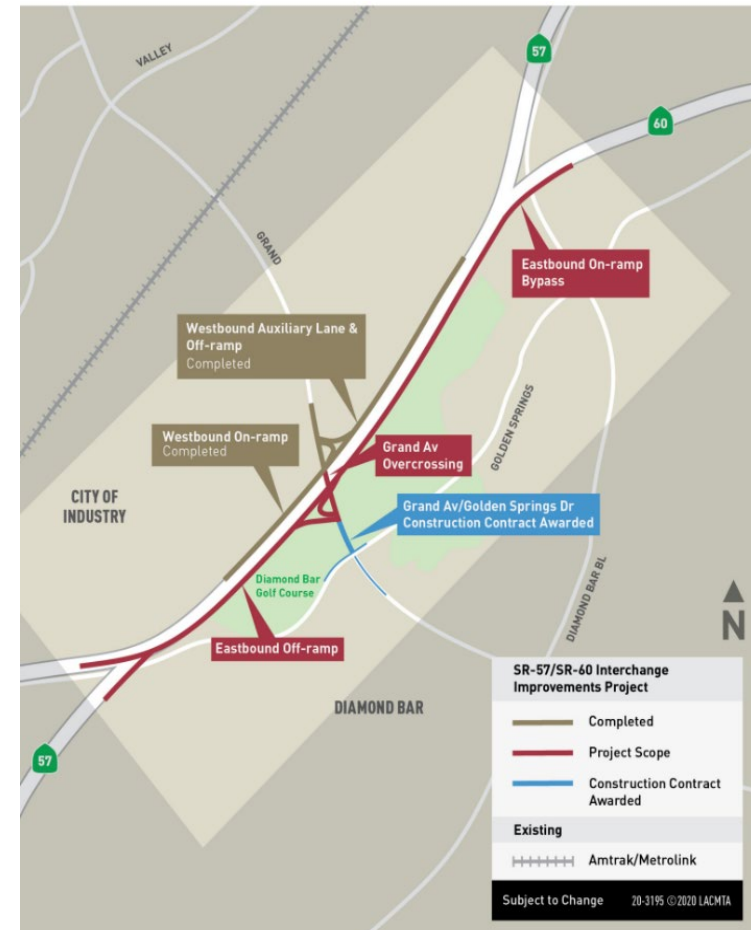 57
VALLEY
60
GRAND
Eastbound On-ramp
Bypass
Westbound Auxiliary Lane &
Off-ramp
Completed
GOLDEN SPRINGS
Westbound On-ramp
Completed
Grand Av
Overcrossing
CITY OF
INDUSTRY
Grand Av/Golden Springs Dr
Construction Contract Awarded
Diamond Bar
Golf Course
DIAMOND BAR BL
N
Eastbound Off-ramp
DIAMOND BAR
57
SR-57/SR-60 Interchange
Improvements Project
Completed
Project Scope
Construction Contract
Awarded
Existing
Amtrak/Metrolink
Subject to Change 20-3195 ©2020 LACMTA